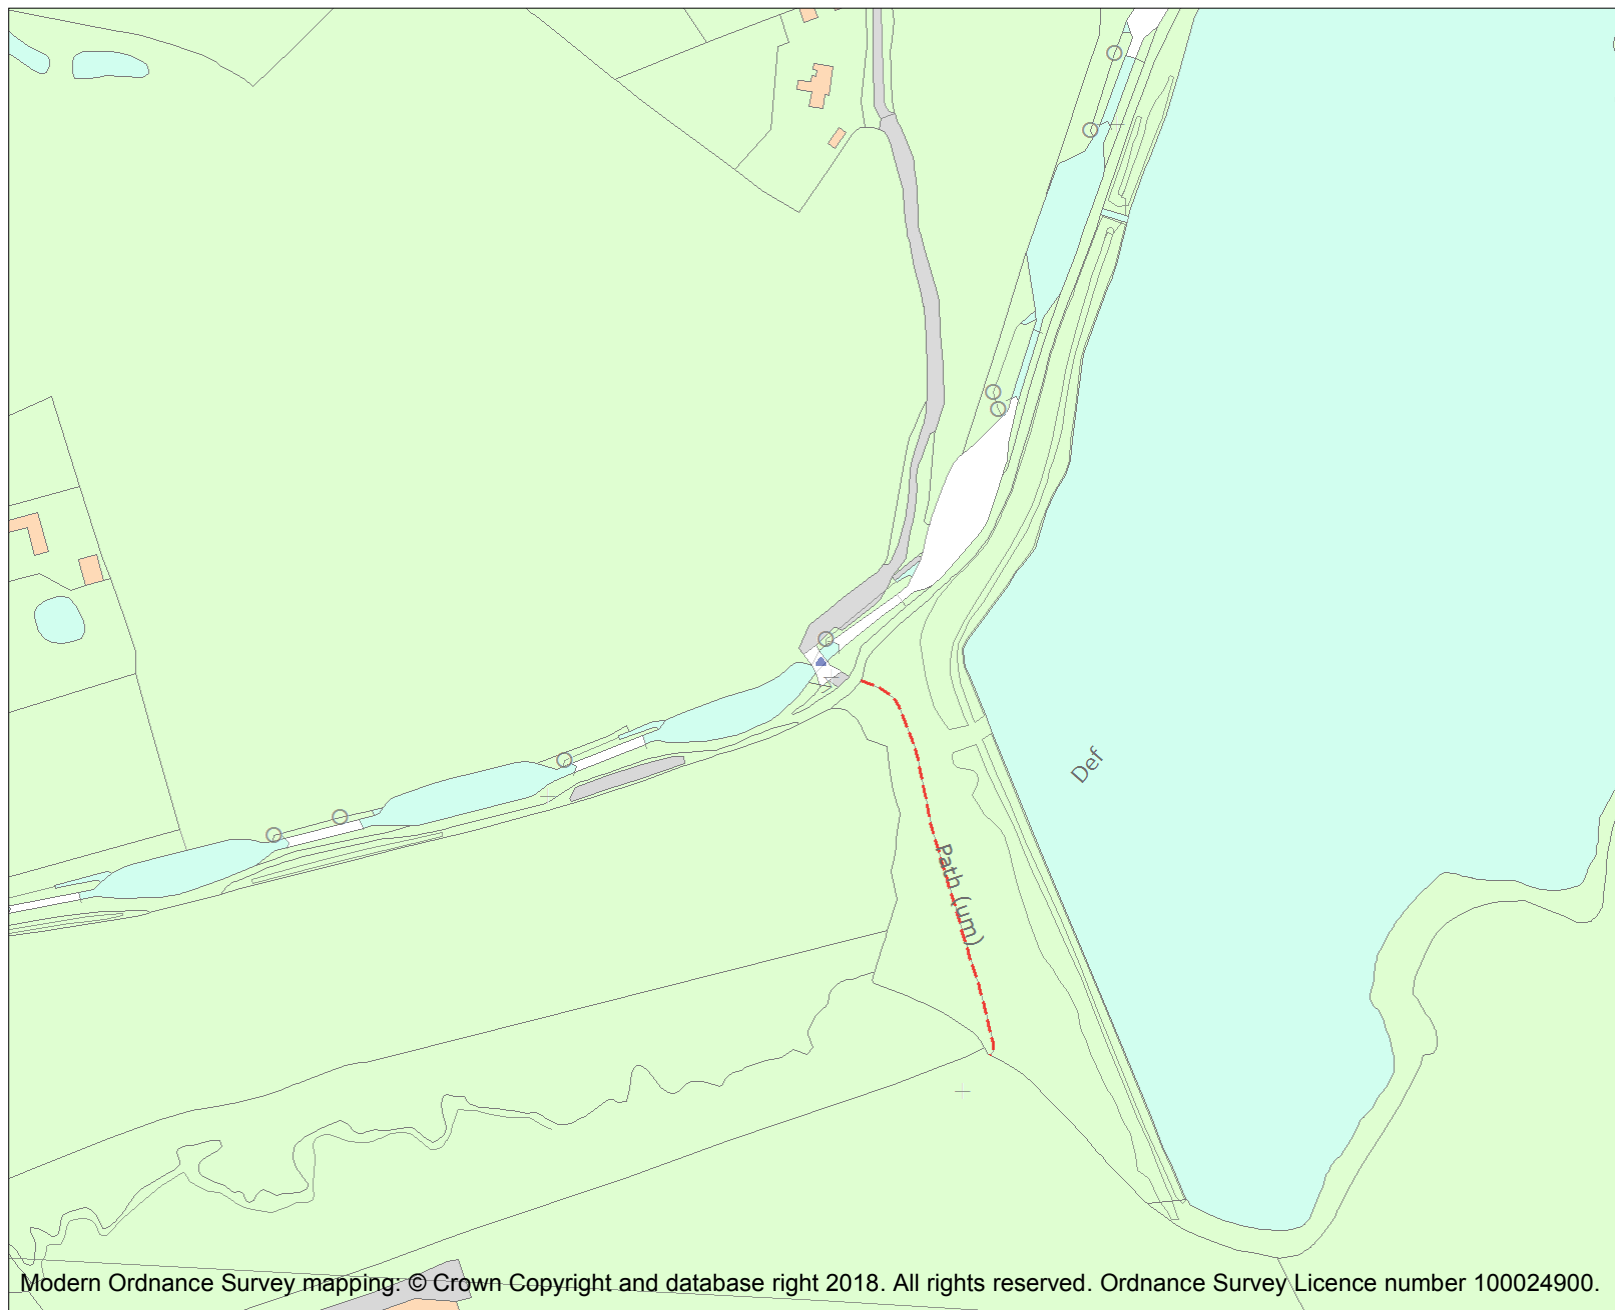 Def
Path (um)
Modern Ordnance Survey mapping: © Crown Copyright and database right 2018. All rights reserved. Ordnance Survey Licence number 100024900.